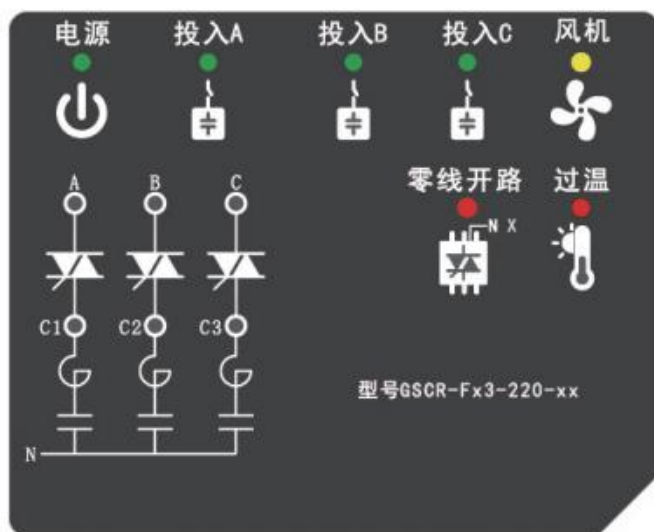 电源 投入A 投入B 投入C 风机
零线开路 过温
N X
A B C
C1 C2 C3
型号GSCR-Fx3-220-xx
N